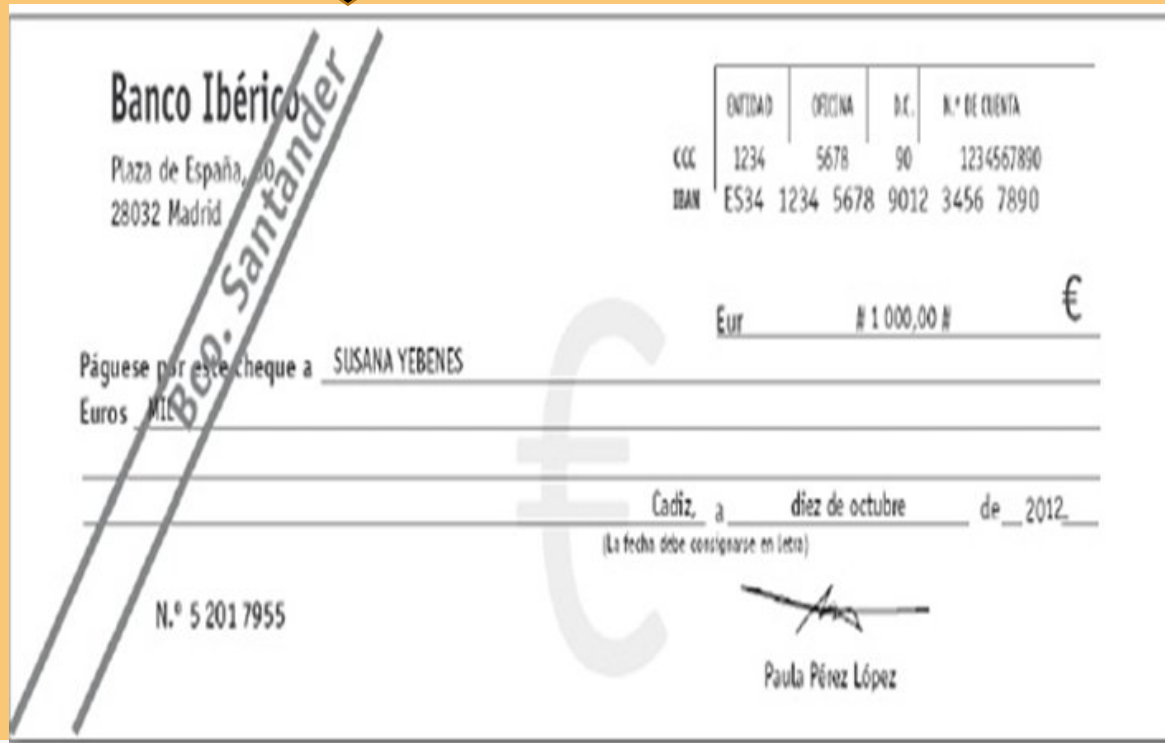 Banco Ibérico
Plaza de España, 30
28032 Madrid
Bco. Santander
ENTIDAD OFICINA D.C. N.º DE CUENTA
CCC 1234 5678 90 1234567890
IBAN ES34 1234 5678 9012 3456 7890
Eur # 1 000,00 # €
Páguese por este cheque a SUSANA YEBENES
Euros MIL
€
Cadiz, a diez de octubre de 2012
(La fecha debe consignarse en letra)
N.º 5 201 7955
Paula Pérez López